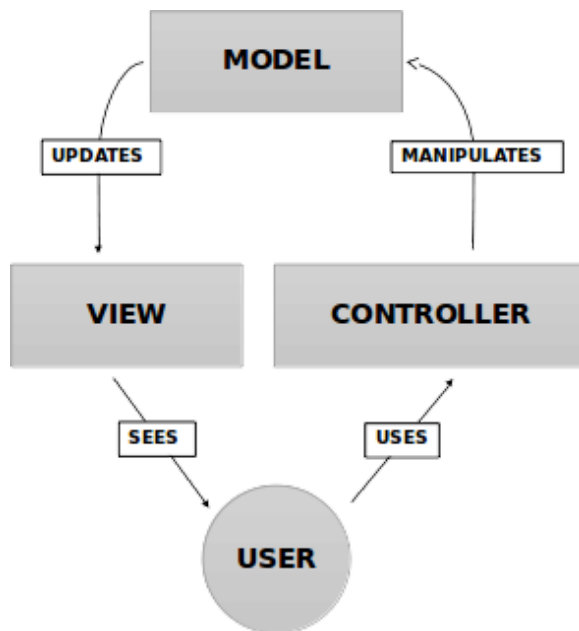 MODEL
UPDATES
MANIPULATES
VIEW
CONTROLLER
SEES
USES
USER